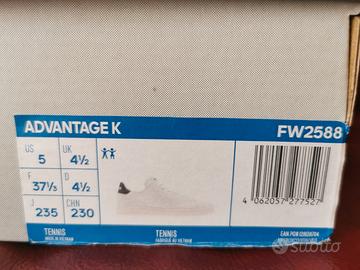 ADVANTAGE K
FW2588
US UK
5 4½
F D
37⅓ 4½
J CHN
235 230
4 062057 277527
TENNIS
MADE IN VIETNAM
TENNIS
FABRIQUÉ AU VIETNAM
subito